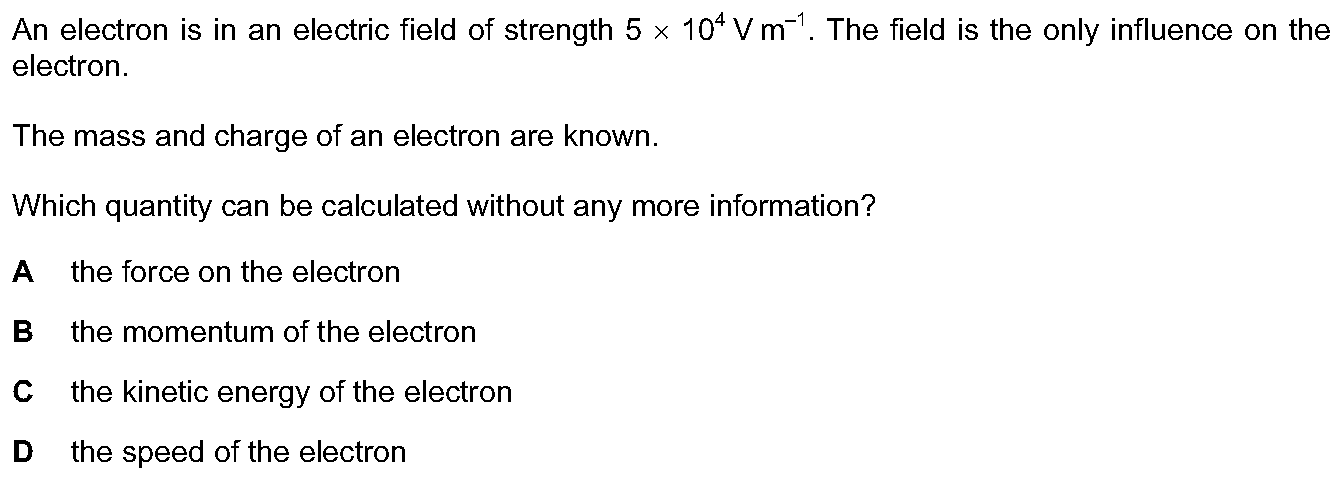 An electron is in an electric field of strength 5 × 10⁴ V m⁻¹. The field is the only influence on the
electron.
The mass and charge of an electron are known.
Which quantity can be calculated without any more information?
A the force on the electron
B the momentum of the electron
C the kinetic energy of the electron
D the speed of the electron